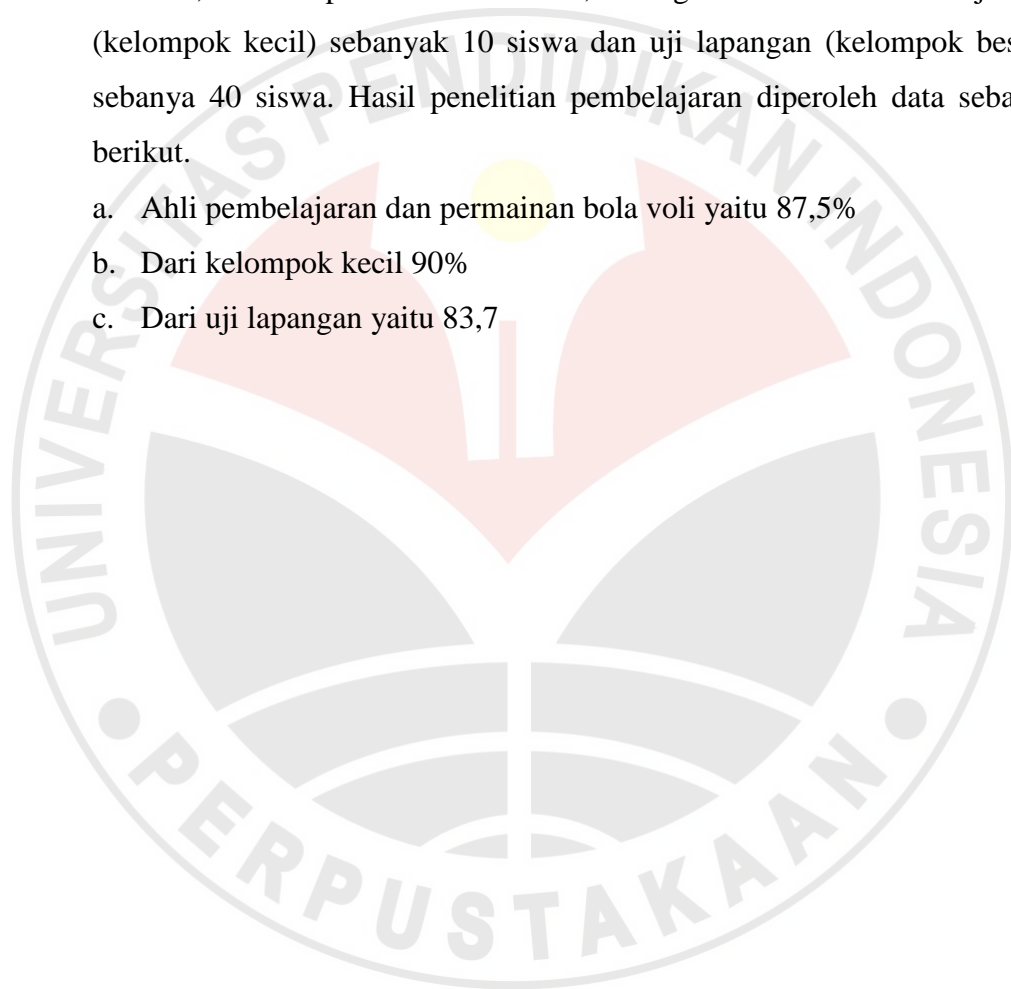 (kelompok kecil) sebanyak 10 siswa dan uji lapangan (kelompok
sebanya 40 siswa. Hasil penelitian pembelajaran diperoleh data
berikut.
a. Ahli pembelajaran dan permainan bola voli yaitu 87,5%
b. Dari kelompok kecil 90%
c. Dari uji lapangan yaitu 83,7
UNIVERSITAS PENDIDIKAN INDONESIA
PERPUSTAKAAN